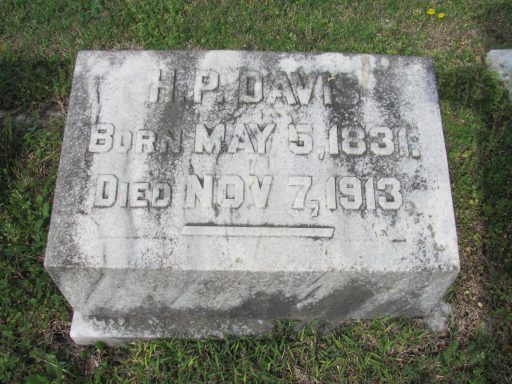 H.P. DAVIS
BORN MAY 5, 1831.
DIED NOV 7, 1913.